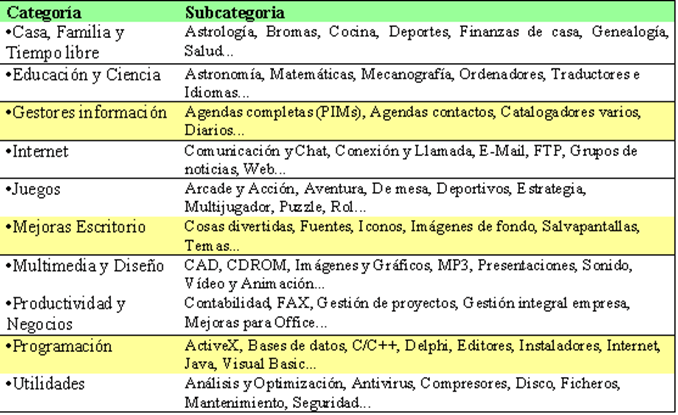 Categoría Subcategoria
•Casa, Familia y Astrología, Bromas, Cocina, Deportes, Finanzas de casa, Genealogía,
Tiempo libre Salud...
•Educación y Ciencia Astronomía, Matemáticas, Mecanografía, Ordenadores, Traductores e
Idiomas...
•Gestores información Agendas completas (PIMs), Agendas contactos, Catalogadores varios,
Diarios...
•Internet Comunicación y Chat, Conexión y Llamada, E-Mail, FTP, Grupos de
noticias, Web...
•Juegos Arcade y Acción, Aventura, De mesa, Deportivos, Estrategia,
Multijugador, Puzzle, Rol...
•Mejoras Escritorio Cosas divertidas, Fuentes, Iconos, Imágenes de fondo, Salvapantallas,
Temas...
•Multimedia y Diseño CAD, CDROM, Imágenes y Gráficos, MP3, Presentaciones, Sonido,
Vídeo y Animación...
•Productividad y Contabilidad, FAX, Gestión de proyectos, Gestión integral empresa,
Negocios Mejoras para Office...
•Programación ActiveX, Bases de datos, C/C++, Delphi, Editores, Instaladores, Internet,
Java, Visual Basic...
•Utilidades Análisis y Optimización, Antivirus, Compresores, Disco, Ficheros,
Mantenimiento, Seguridad...